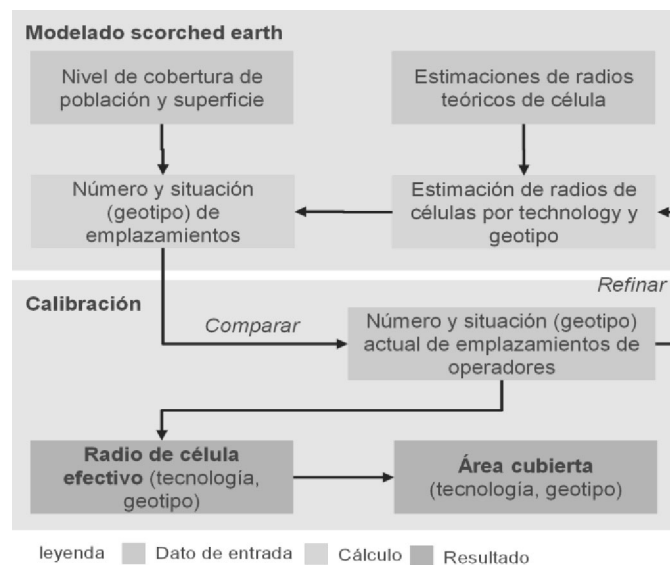 Modelado scorched earth
Nivel de cobertura de
población y superficie
Estimaciones de radios
teóricos de célula
Número y situación
(geotipo) de
emplazamientos
Estimación de radios de
células por technology y
geotipo
Refinar
Calibración
Comparar
Número y situación (geotipo)
actual de emplazamientos de
operadores
Radio de célula
efectivo (tecnología,
geotipo)
Área cubierta
(tecnología, geotipo)
leyenda Dato de entrada Cálculo Resultado